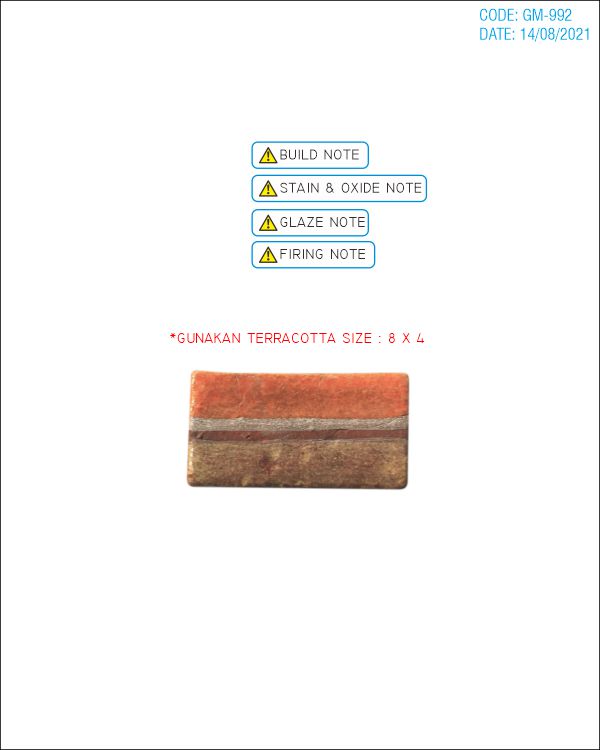 CODE: GM-992
DATE: 14/08/2021
BUILD NOTE
STAIN & OXIDE NOTE
GLAZE NOTE
FIRING NOTE
*GUNAKAN TERRACOTTA SIZE : 8 X 4